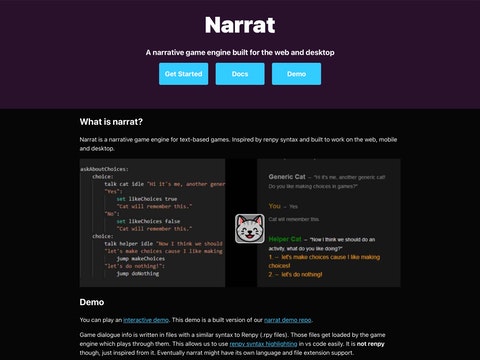 Narrat
A narrative game engine built for the web and desktop
Get Started
Docs
Demo
What is narrat?
Narrat is a narrative game engine for text-based games. Inspired by renpy syntax and built to work on the web, mobile
and desktop.
askAboutChoices:
choice:
talk cat idle "Hi it's me, another gener
"Yes":
set likeChoices true
"Cat will remember this."
"No":
set likeChoices false
"Cat will remember this."
choice:
talk helper idle "Now I think we should
"let's make choices cause I like making
jump makeChoices
"let's do nothing!":
jump doNothing
Generic Cat – "Hi it's me, another generic cat!
Do you like making choices in games?"
You – Yes
Cat will remember this.
Helper Cat – "Now I think we should do an
activity, what do you like doing?"
1. – let's make choices cause I like making
choices!
2. – let's do nothing!
Demo
You can play an interactive demo. This demo is a built version of our narrat demo repo.
Game dialogue info is written in files with a similar syntax to Renpy (.rpy files). Those files get loaded by the game
engine which plays through them. This allows us to use renpy syntax highlighting in vs code easily. It is not renpy
though, just inspired from it. Eventually narrat might have its own language and file extension support.